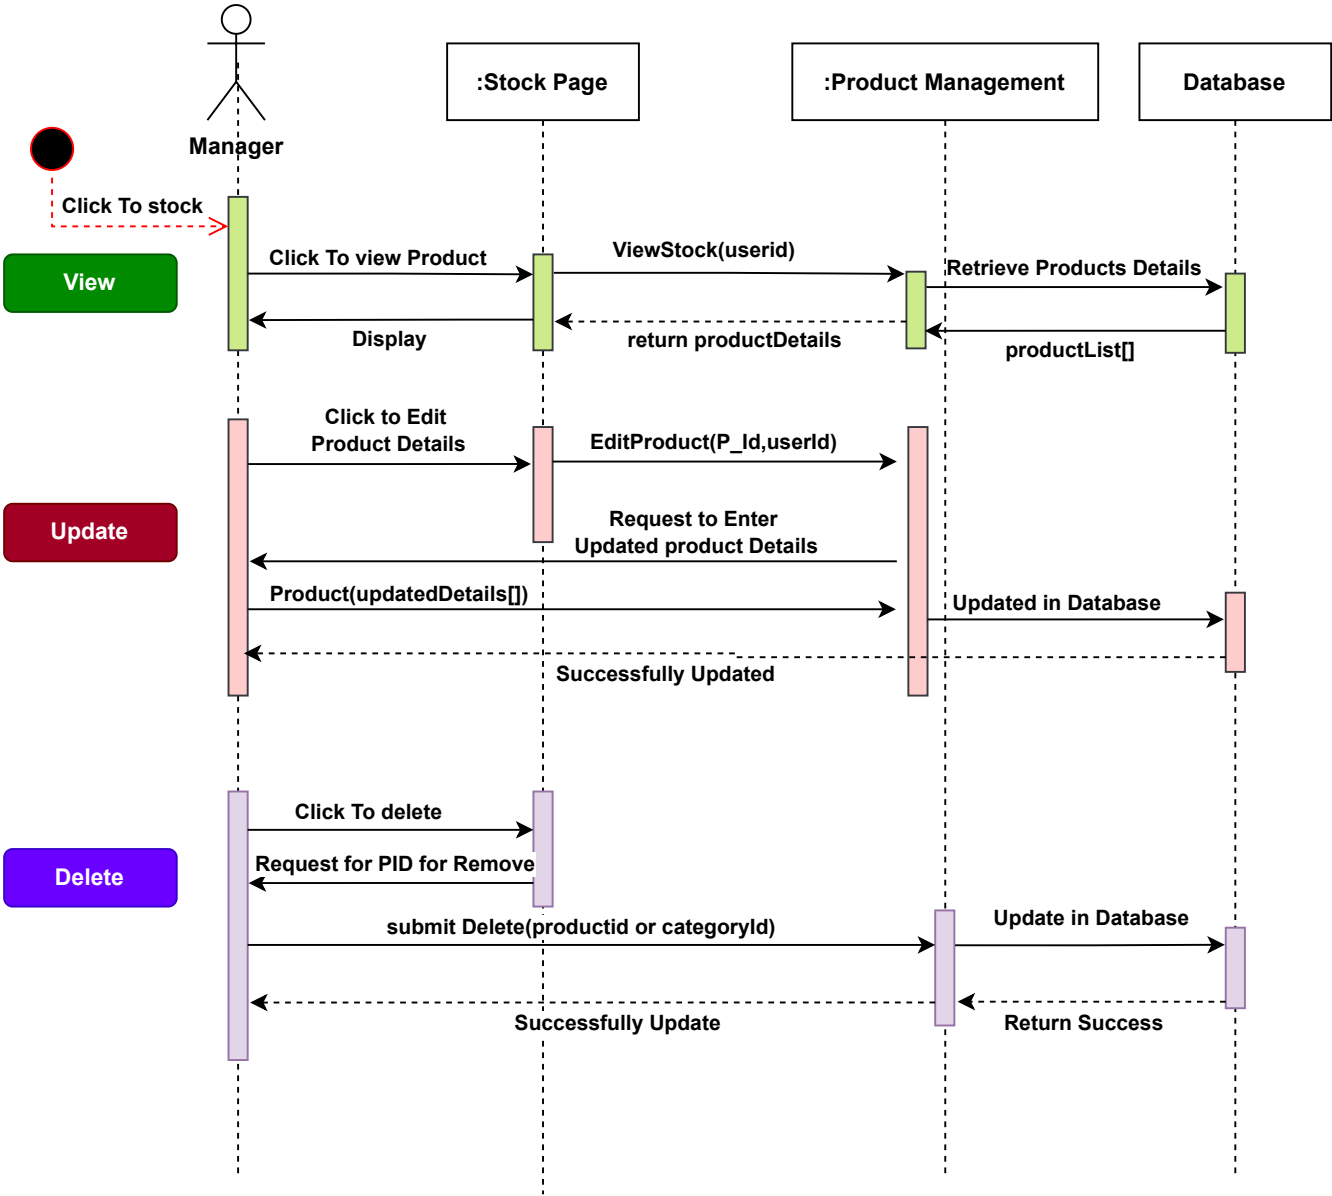 :Stock Page
:Product Management
Database
Manager
Click To stock
View
Click To view Product
ViewStock(userid)
Retrieve Products Details
Display
return productDetails
productList[]
Click to Edit
Product Details
EditProduct(P_Id,userId)
Update
Request to Enter
Updated product Details
Product(updatedDetails[])
Updated in Database
Successfully Updated
Click To delete
Delete
Request for PID for Remove
submit Delete(productid or categoryId)
Update in Database
Successfully Update
Return Success